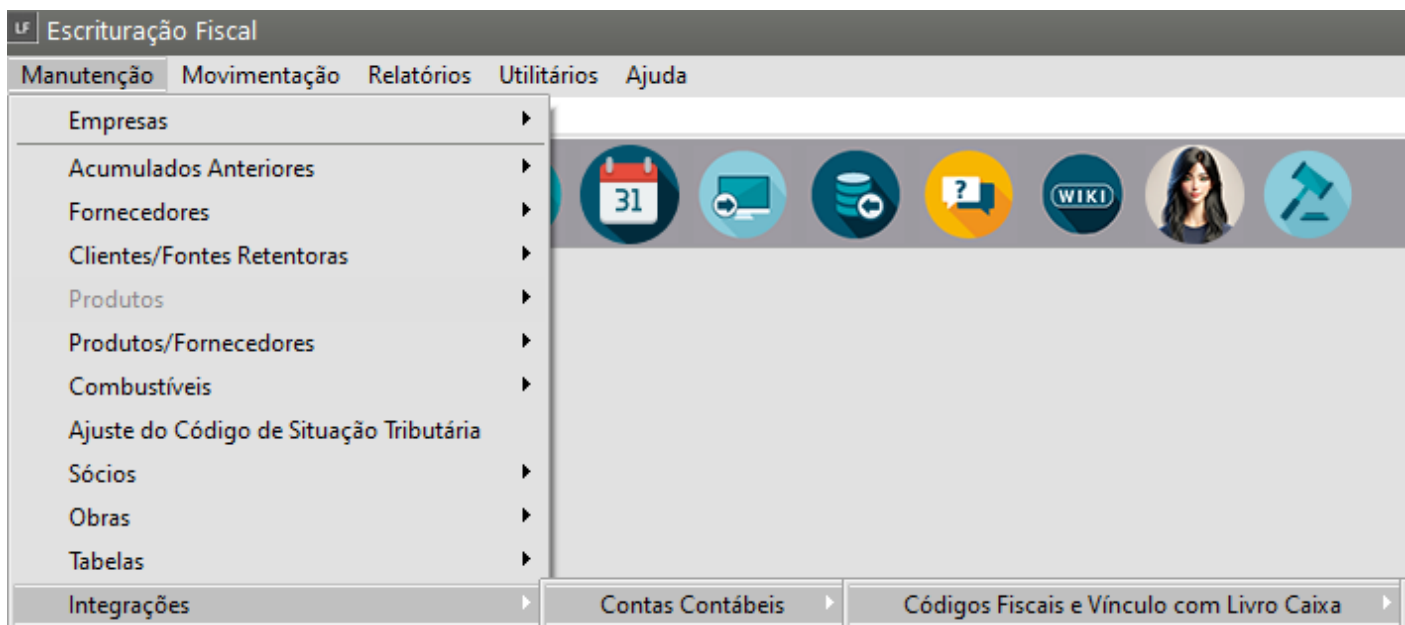 LF Escrituração Fiscal
Manutenção Movimentação Relatórios Utilitários Ajuda
Empresas
Acumulados Anteriores
Fornecedores
Clientes/Fontes Retentoras
Produtos
Produtos/Fornecedores
Combustíveis
Ajuste do Código de Situação Tributária
Sócios
Obras
Tabelas
Integrações Contas Contábeis Códigos Fiscais e Vínculo com Livro Caixa
31 ? WIKI